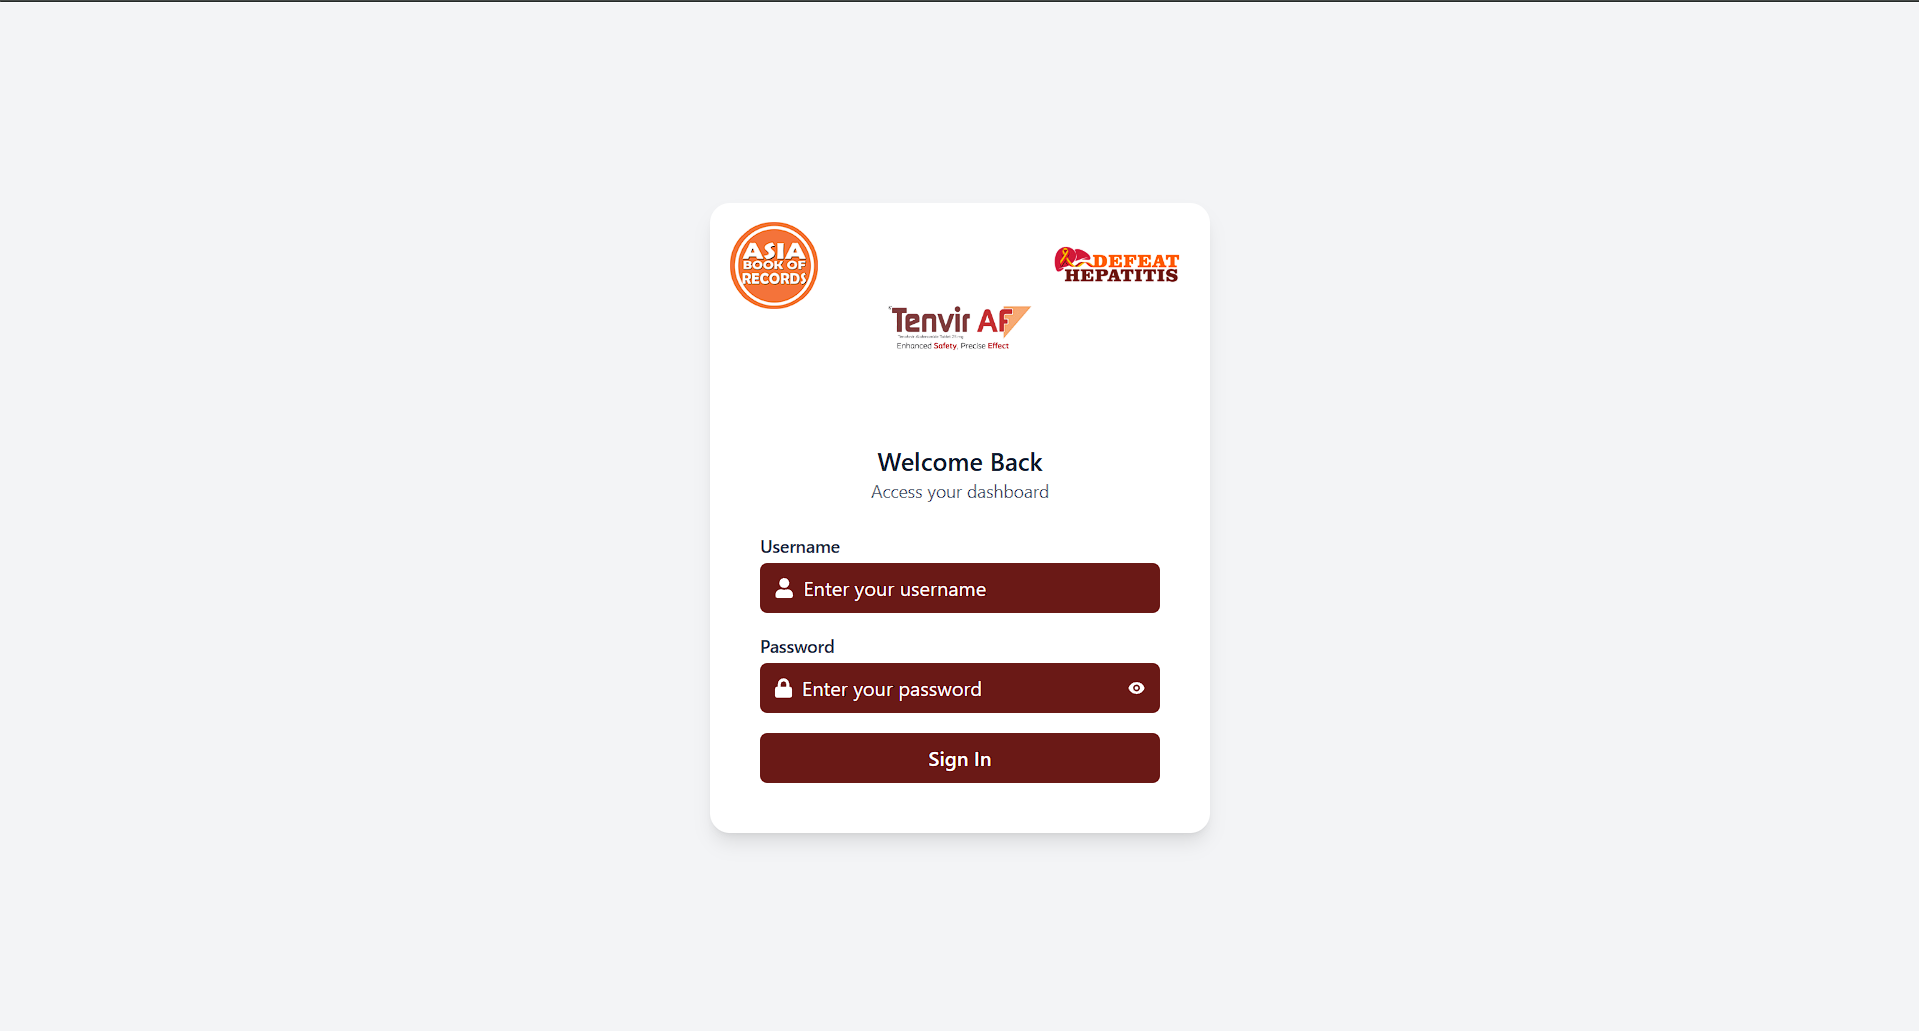 ASIA
BOOK OF
RECORDS
DEFEAT
HEPATITIS
Tenvir AF
Enhanced Safety, Precise Effect
Welcome Back
Access your dashboard
Username
Enter your username
Password
Enter your password
Sign In